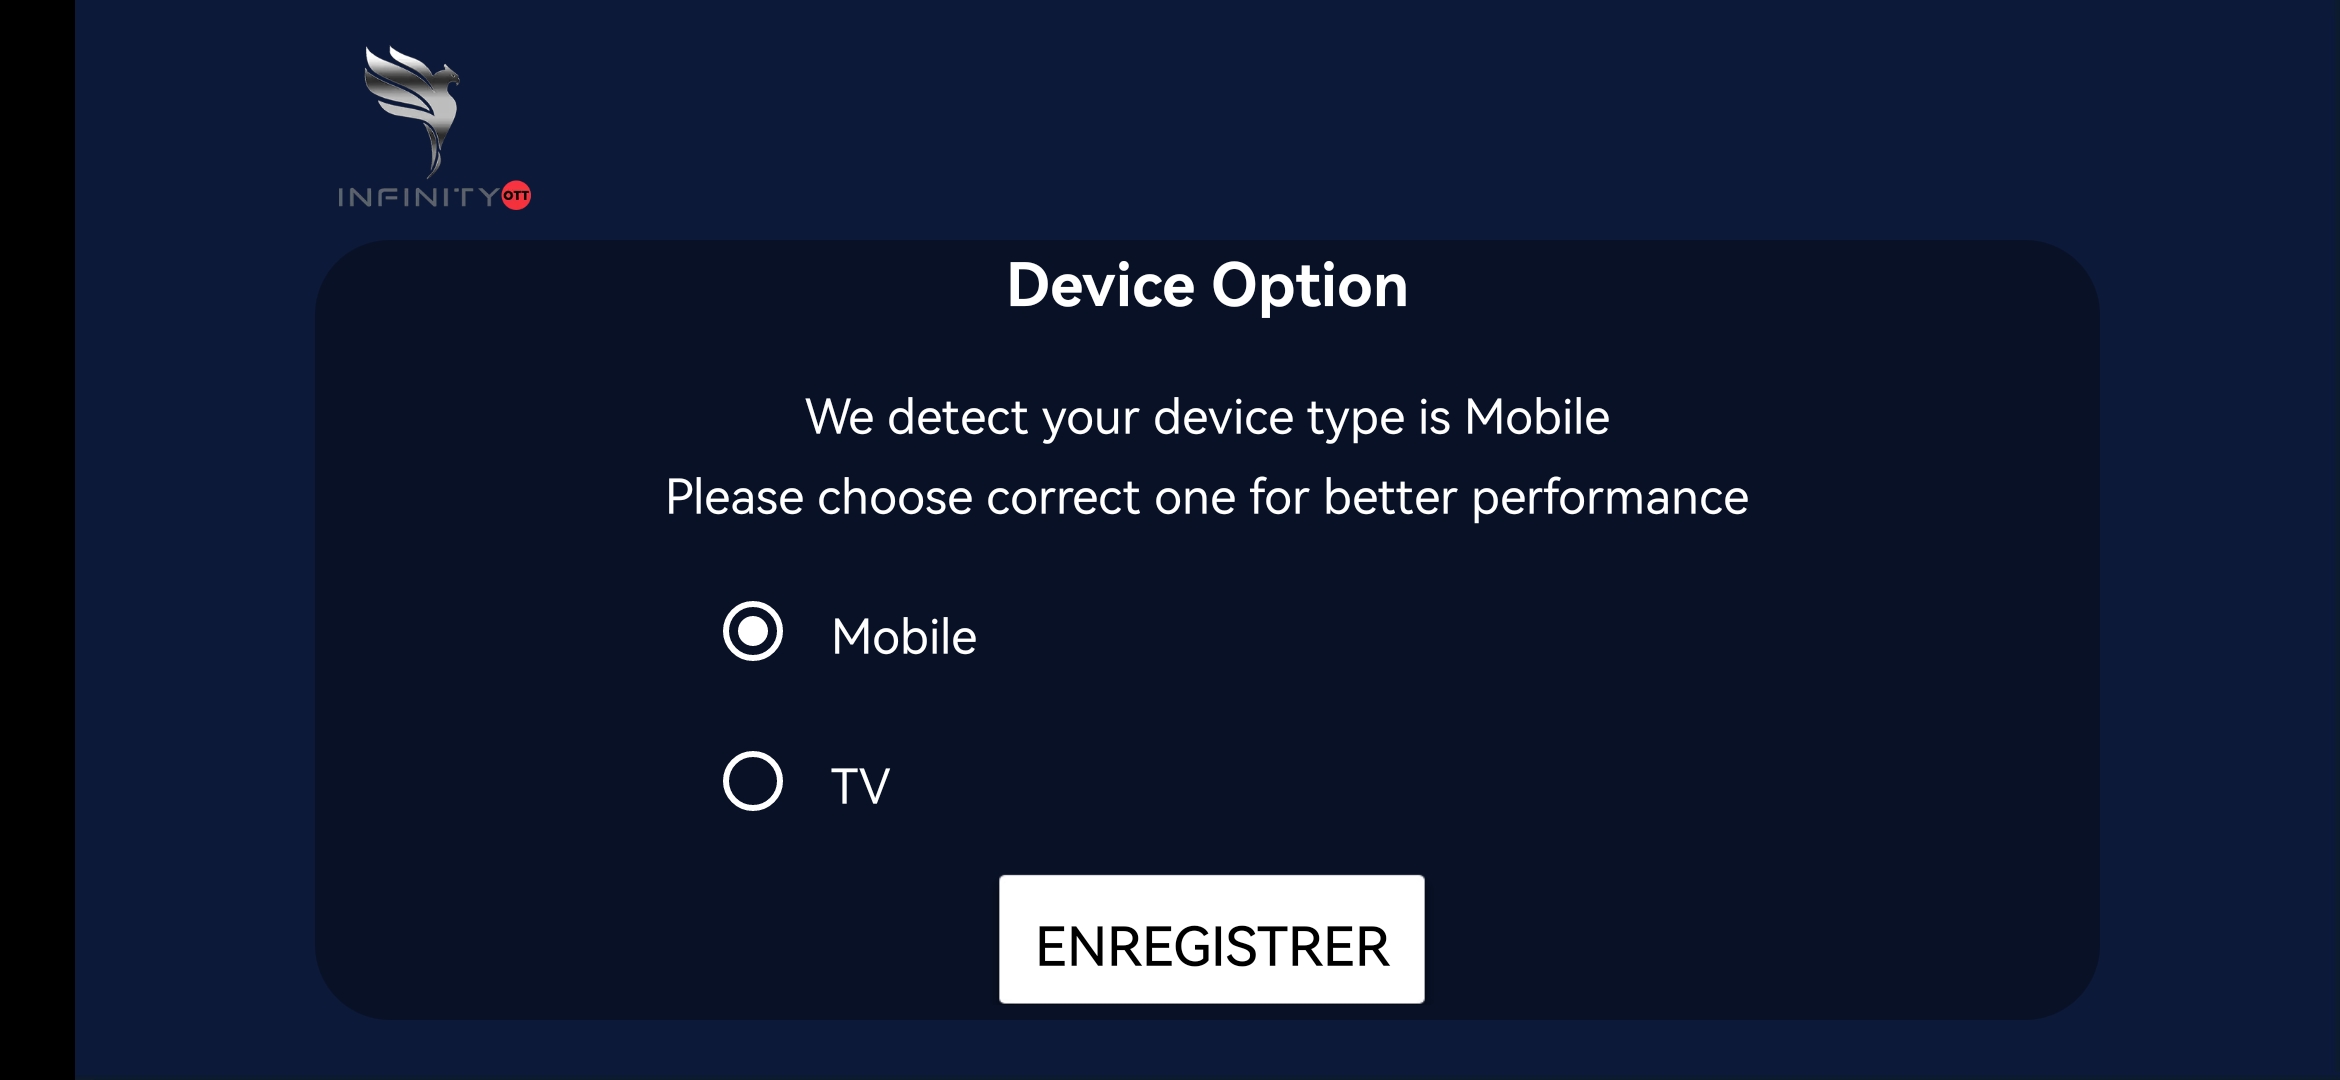 INFINITY OTT
Device Option
We detect your device type is Mobile
Please choose correct one for better performance
Mobile
TV
ENREGISTRER